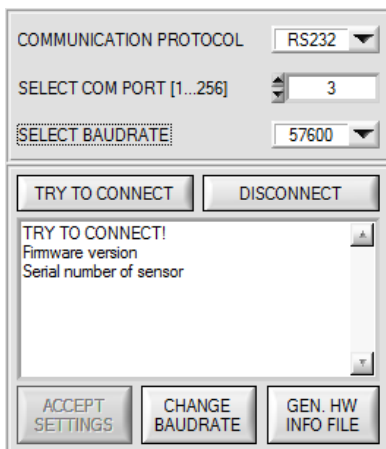 COMMUNICATION PROTOCOL RS232
SELECT COM PORT [1...256] 3
SELECT BAUDRATE 57600
TRY TO CONNECT DISCONNECT
TRY TO CONNECT!
Firmware version
Serial number of sensor
ACCEPT SETTINGS CHANGE BAUDRATE GEN. HW INFO FILE